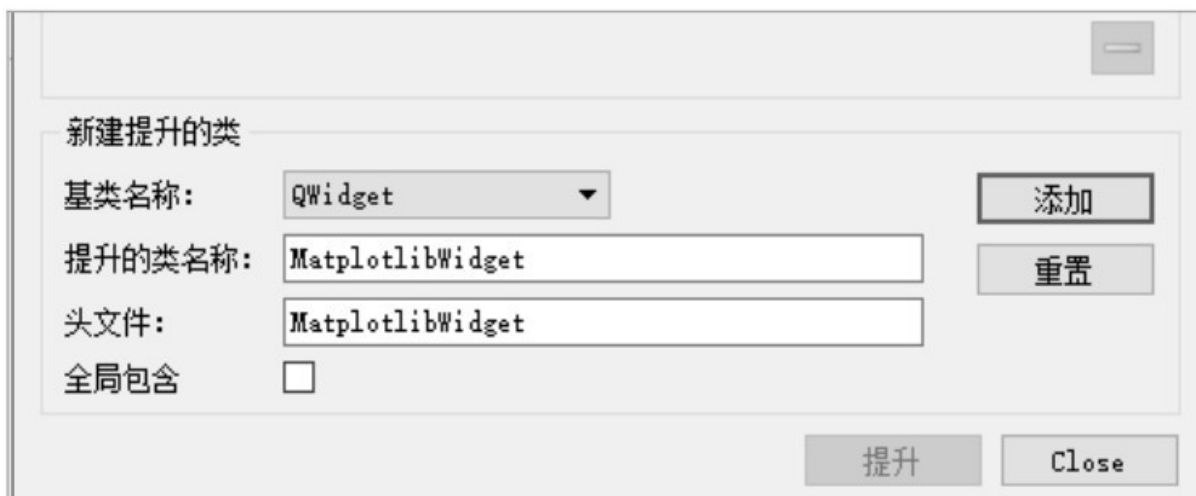 新建提升的类
基类名称: QWidget
添加
提升的类名称: MatplotlibWidget
重置
头文件: MatplotlibWidget
全局包含
提升 Close